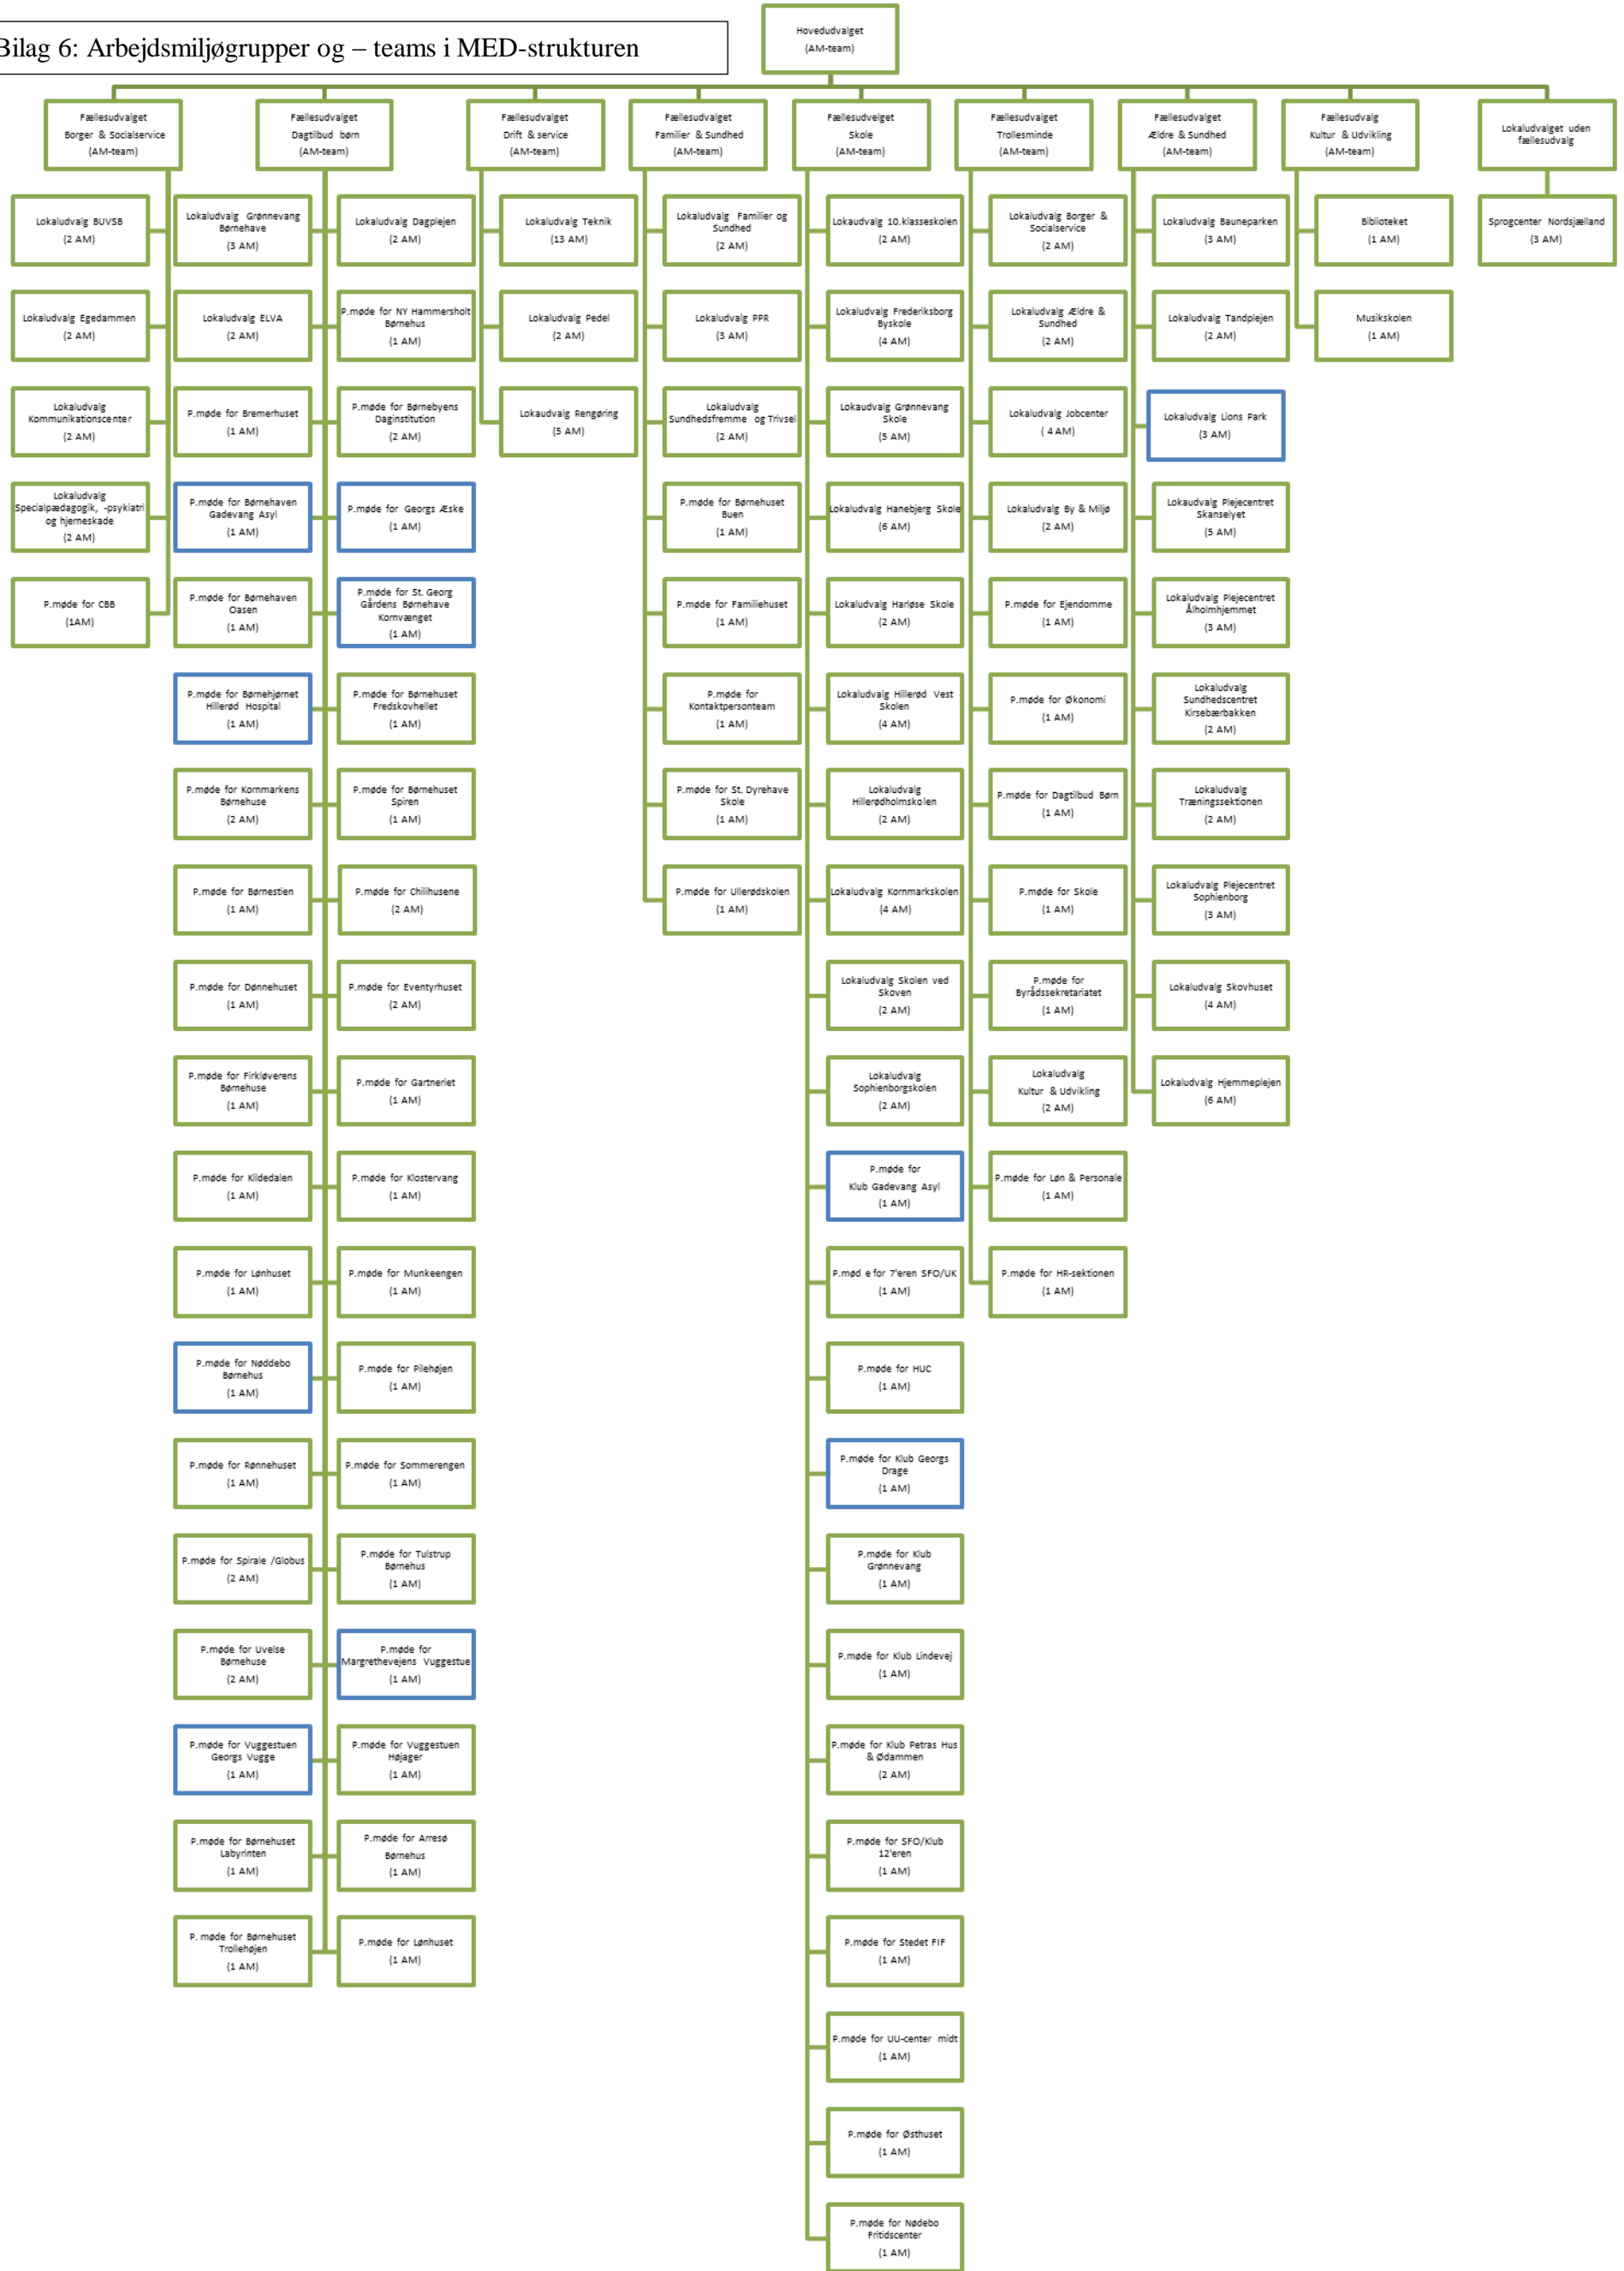 Bilag 6: Arbejdsmiljøgrupper og – teams i MED-strukturen
Hovedudvalget
(AM-team)
Fællesudvalget
Borger & Socialservice
(AM-team)
Lokaludvalg BUVSB
(2 AM)
Lokaludvalg Egedammen
(2 AM)
Lokaludvalg
Kommunikationscenter
(2 AM)
Lokaludvalg
Specialpædagogik, -psykiatri
og hjerneskade
(2 AM)
P.møde for CBB
(1AM)
Fællesudvalget
Dagtilbud børn
(AM-team)
Lokaludvalg Grønnevang
Børnehave
(3 AM)
Lokaludvalg ELVA
(2 AM)
P.møde for Bremerhuset
(1 AM)
P.møde for Børnehaven
Gadevang Asyl
(1 AM)
P.møde for Børnehaven
Oasen
(1 AM)
P.møde for Børnehjørnet
Hillerød Hospital
(1 AM)
P.møde for Kornmarkens
Børnehuse
(2 AM)
P.møde for Børnestien
(1 AM)
P.møde for Dønnehuset
(1 AM)
P.møde for Firkløverens
Børnehuse
(1 AM)
P.møde for Kildedalen
(1 AM)
P.møde for Lønhuset
(1 AM)
P.møde for Nøddebo
Børnehus
(1 AM)
P.møde for Rønnehuset
(1 AM)
P.møde for Spirale /Globus
(2 AM)
P.møde for Uvelse
Børnehuse
(2 AM)
P.møde for Vuggestuen
Georgs Vugge
(1 AM)
P.møde for Børnehuset
Labyrinten
(1 AM)
P. møde for Børnehuset
Trollehøjen
(1 AM)
Lokaludvalg Dagplejen
(2 AM)
P.møde for NY Hammersholt
Børnehus
(1 AM)
P.møde for Børnebyens
Daginstitution
(2 AM)
P.møde for Georgs Æske
(1 AM)
P.møde for St. Georg
Gårdens Børnehave
Kornvænget
(1 AM)
P.møde for Børnehuset
Fredskovhellet
(1 AM)
P.møde for Børnehuset
Spiren
(1 AM)
P.møde for Chilihusene
(2 AM)
P.møde for Eventyrhuset
(2 AM)
P.møde for Gartneriet
(1 AM)
P.møde for Klostervang
(1 AM)
P.møde for Munkeengen
(1 AM)
P.møde for Pilehøjen
(1 AM)
P.møde for Sommerengen
(1 AM)
P.møde for Tulstrup
Børnehus
(1 AM)
P.møde for
Margrethevejens Vuggestue
(1 AM)
P.møde for Vuggestuen
Højager
(1 AM)
P.møde for Arresø
Børnehus
(1 AM)
P.møde for Lønhuset
(1 AM)
Fællesudvalget
Drift & service
(AM-team)
Lokaludvalg Teknik
(13 AM)
Lokaludvalg Pedel
(2 AM)
Lokaudvalg Rengøring
(5 AM)
Fællesudvalget
Familier & Sundhed
(AM-team)
Lokaludvalg Familier og
Sundhed
(2 AM)
Lokaludvalg PPR
(3 AM)
Lokaludvalg
Sundhedsfremme og Trivsel
(2 AM)
P.møde for Børnehuset
Buen
(1 AM)
P.møde for Familiehuset
(1 AM)
P.møde for
Kontaktpersonteam
(1 AM)
P.møde for St. Dyrehave
Skole
(1 AM)
P.møde for Ullerødskolen
(1 AM)
Fællesudvelget
Skole
(AM-team)
Lokaudvalg 10.klasseskolen
(2 AM)
Lokaludvalg Frederiksborg
Byskole
(4 AM)
Lokaudvalg Grønnevang
Skole
(5 AM)
Lokaludvalg Hanebjerg Skole
(6 AM)
Lokaludvalg Harløse Skole
(2 AM)
Lokaludvalg Hillerød Vest
Skolen
(4 AM)
Lokaludvalg
Hillerødholmskolen
(2 AM)
Lokaludvalg Kornmarkskolen
(4 AM)
Lokaludvalg Skolen ved
Skoven
(2 AM)
Lokaludvalg
Sophienborgskolen
(2 AM)
P.møde for
Klub Gadevang Asyl
(1 AM)
P.mød e for 7'eren SFO/UK
(1 AM)
P.møde for HUC
(1 AM)
P.møde for Klub Georgs
Drage
(1 AM)
P.møde for Klub
Grønnevang
(1 AM)
P.møde for Klub Lindevej
(1 AM)
P.møde for Klub Petras Hus
& Ødammen
(2 AM)
P.møde for SFO/Klub
12'eren
(1 AM)
P.møde for Stedet FIF
(1 AM)
P.møde for UU-center midt
(1 AM)
P.møde for Østhuset
(1 AM)
P.møde for Nødebo
Fritidscenter
(1 AM)
Fællesudvalget
Trollesminde
(AM-team)
Lokaludvalg Borger &
Socialservice
(2 AM)
Lokaludvalg Ældre &
Sundhed
(2 AM)
Lokaludvalg Jobcenter
( 4 AM)
Lokaludvalg By & Miljø
(2 AM)
P.møde for Ejendomme
(1 AM)
P.møde for Økonomi
(1 AM)
P.møde for Dagtilbud Børn
(1 AM)
P.møde for Skole
(1 AM)
P.møde for
Byrådssekretariatet
(1 AM)
Lokaludvalg
Kultur & Udvikling
(2 AM)
P.møde for Løn & Personale
(1 AM)
P.møde for HR-sektionen
(1 AM)
Fællesudvalget
Ældre & Sundhed
(AM-team)
Lokaludvalg Bauneparken
(3 AM)
Lokaludvalg Tandplejen
(2 AM)
Lokaludvalg Lions Park
(3 AM)
Lokaudvalg Plejecentret
Skanselyet
(5 AM)
Lokaludvalg Plejecentret
Ålholmhjemmet
(3 AM)
Lokaludvalg
Sundhedscentret
Kirsebærbakken
(2 AM)
Lokaludvalg
Træningssektionen
(2 AM)
Lokaludvalg Plejecentret
Sophienborg
(3 AM)
Lokaludvalg Skovhuset
(4 AM)
Lokaludvalg Hjemmeplejen
(6 AM)
Fællesudvalg
Kultur & Udvikling
(AM-team)
Biblioteket
(1 AM)
Musikskolen
(1 AM)
Lokaludvalget uden
fællesudvalg
Sprogcenter Nordsjælland
(3 AM)